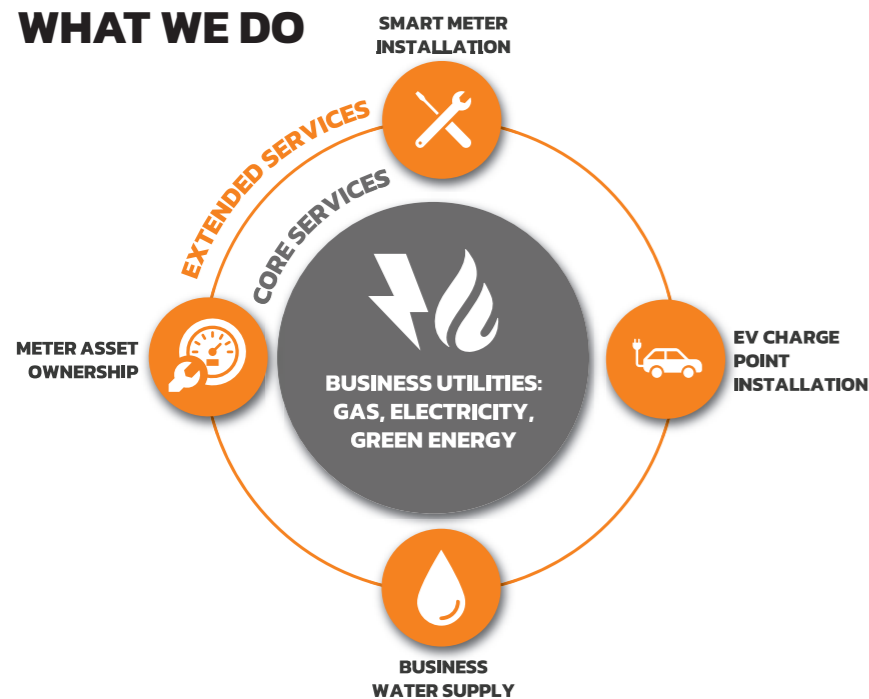 WHAT WE DO
SMART METER
INSTALLATION
EXTENDED SERVICES
CORE SERVICES
METER ASSET
OWNERSHIP
BUSINESS UTILITIES:
GAS, ELECTRICITY,
GREEN ENERGY
EV CHARGE
POINT
INSTALLATION
BUSINESS
WATER SUPPLY